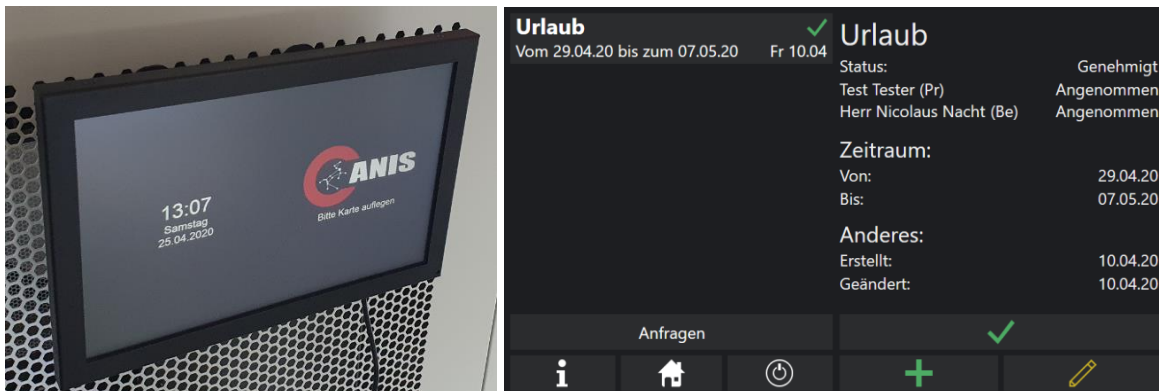 CANIS
13:07
Samstag
25.04.2020
Bitte Karte auflegen
Urlaub
Vom 29.04.20 bis zum 07.05.20 Fr 10.04
Urlaub
Status: Genehmigt
Test Tester (Pr) Angenommen
Herr Nicolaus Nacht (Be) Angenommen
Zeitraum:
Von: 29.04.20
Bis: 07.05.20
Anderes:
Erstellt: 10.04.20
Geändert: 10.04.20
Anfragen